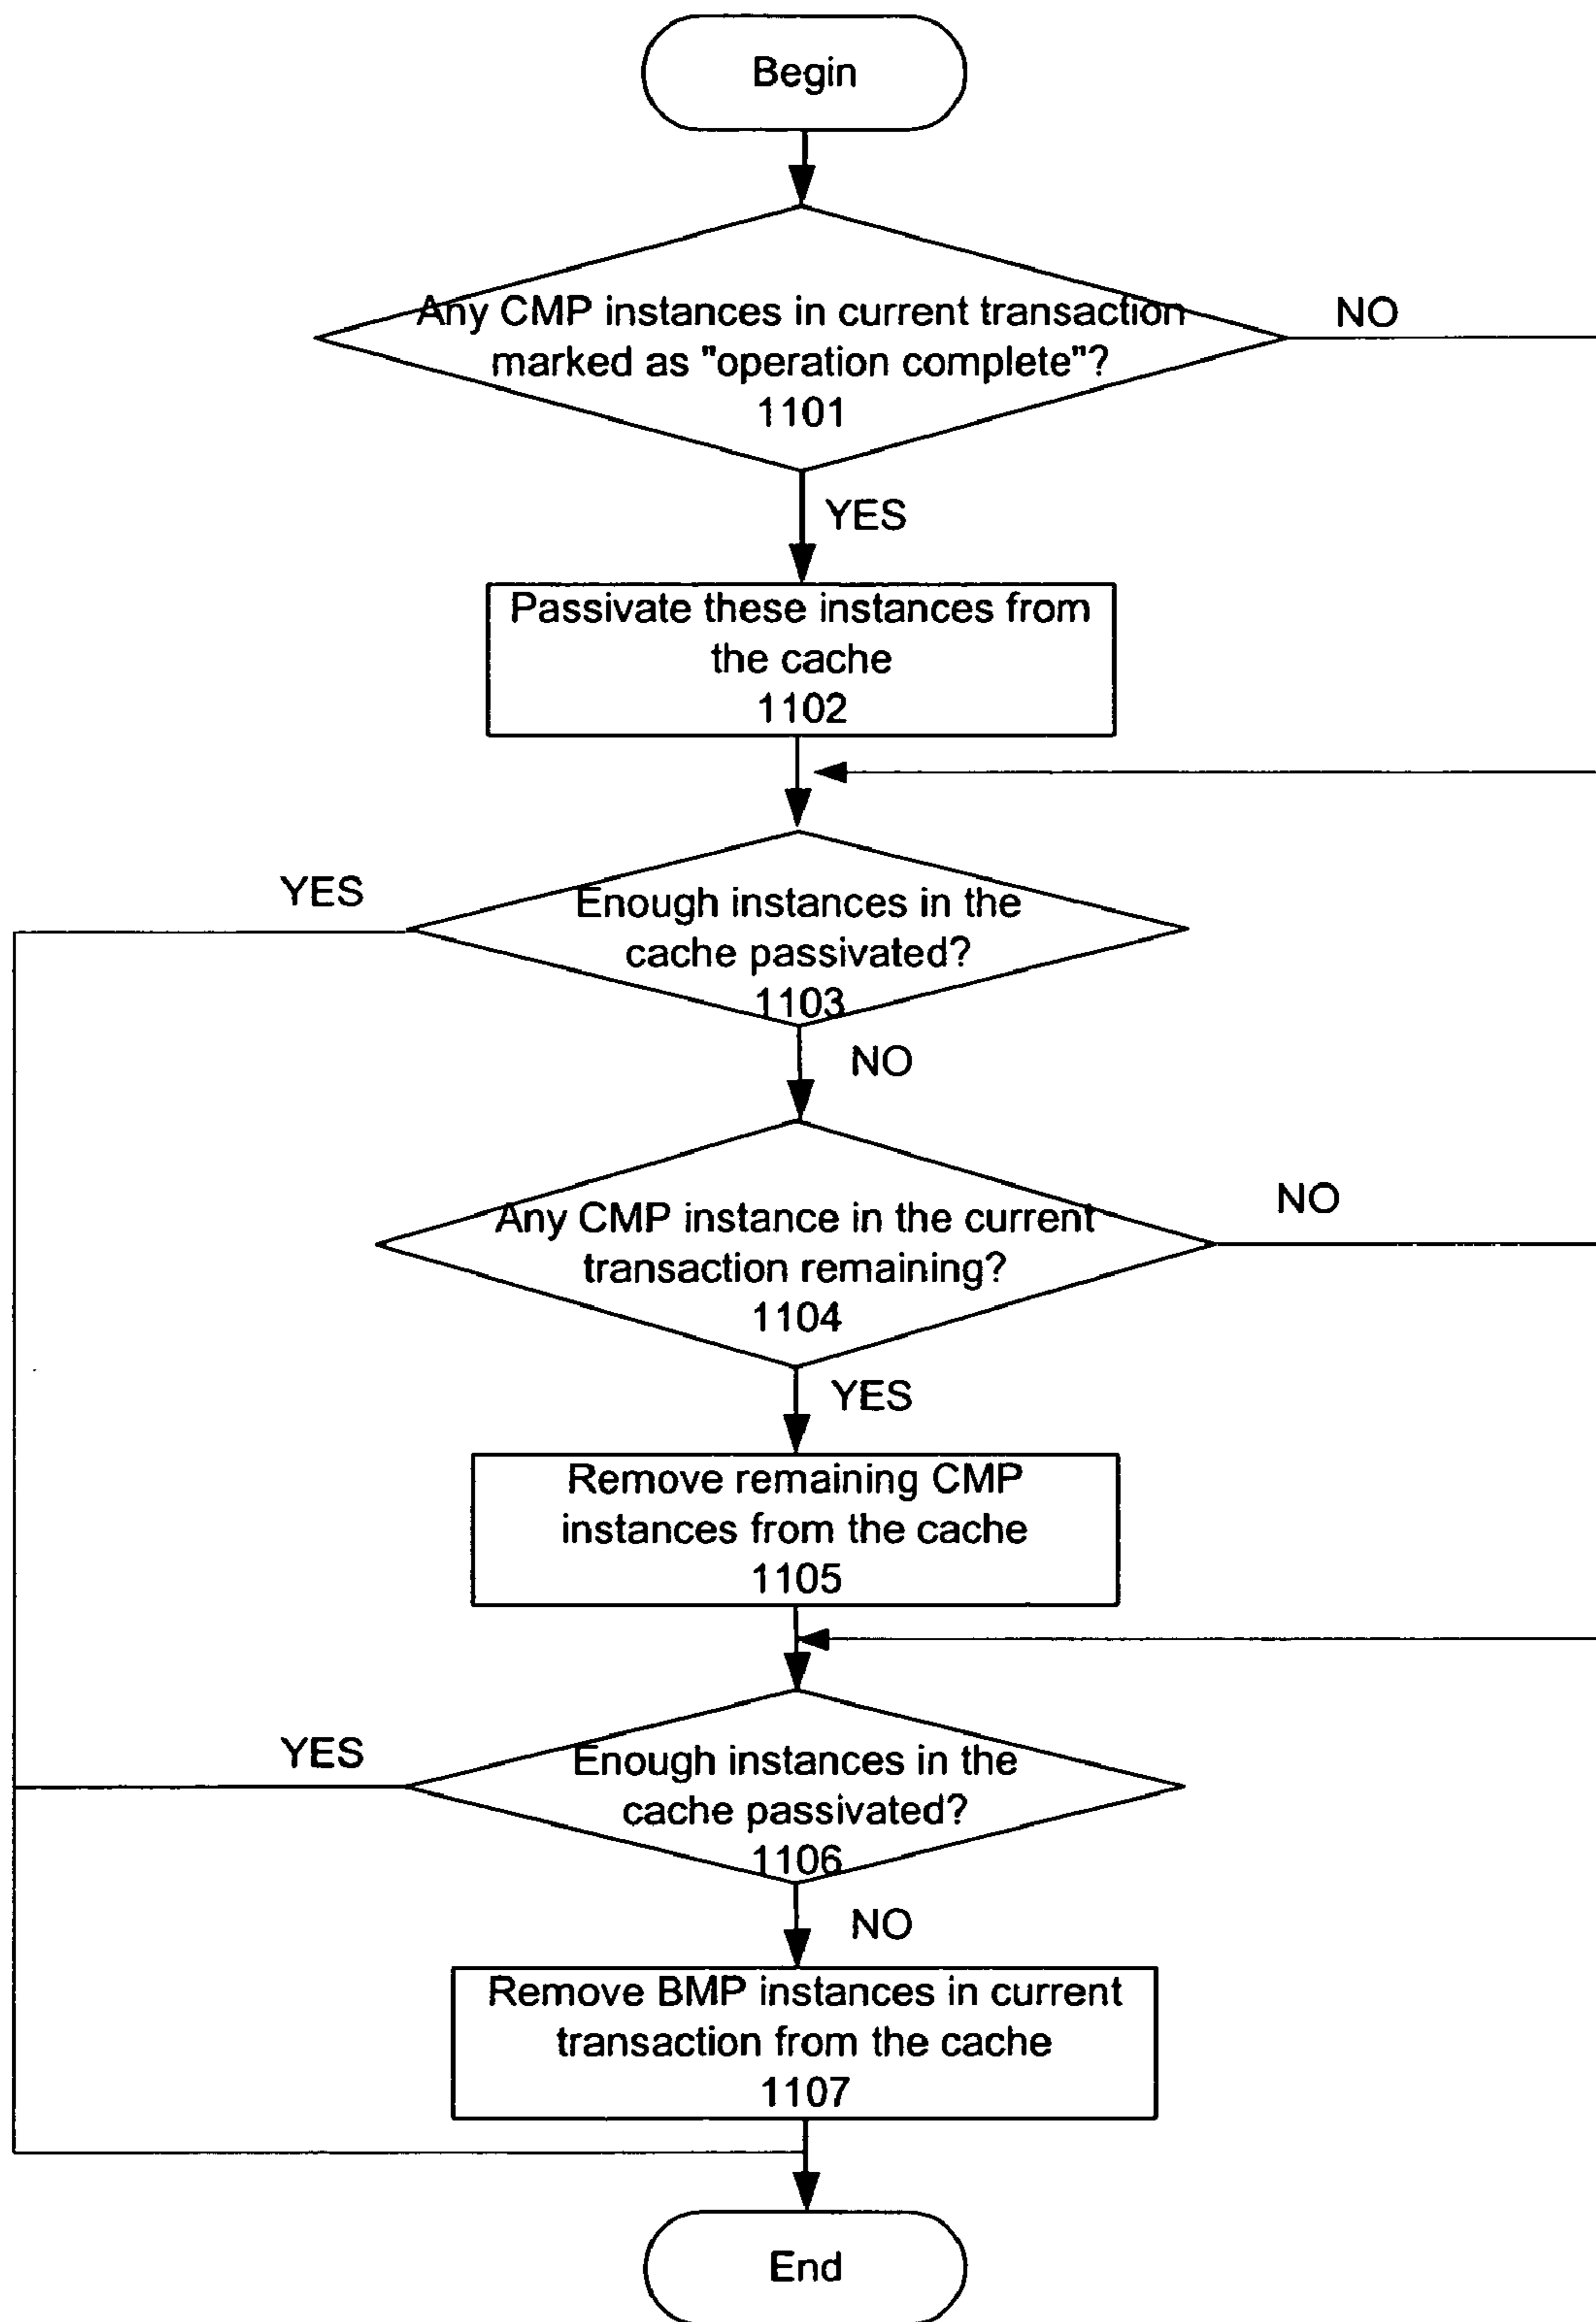 Begin
Any CMP instances in current transaction
marked as "operation complete"?
1101
NO
YES
Passivate these instances from
the cache
1102
YES
Enough instances in the
cache passivated?
1103
NO
Any CMP instance in the current
transaction remaining?
1104
NO
YES
Remove remaining CMP
instances from the cache
1105
YES
Enough instances in the
cache passivated?
1106
NO
Remove BMP instances in current
transaction from the cache
1107
End